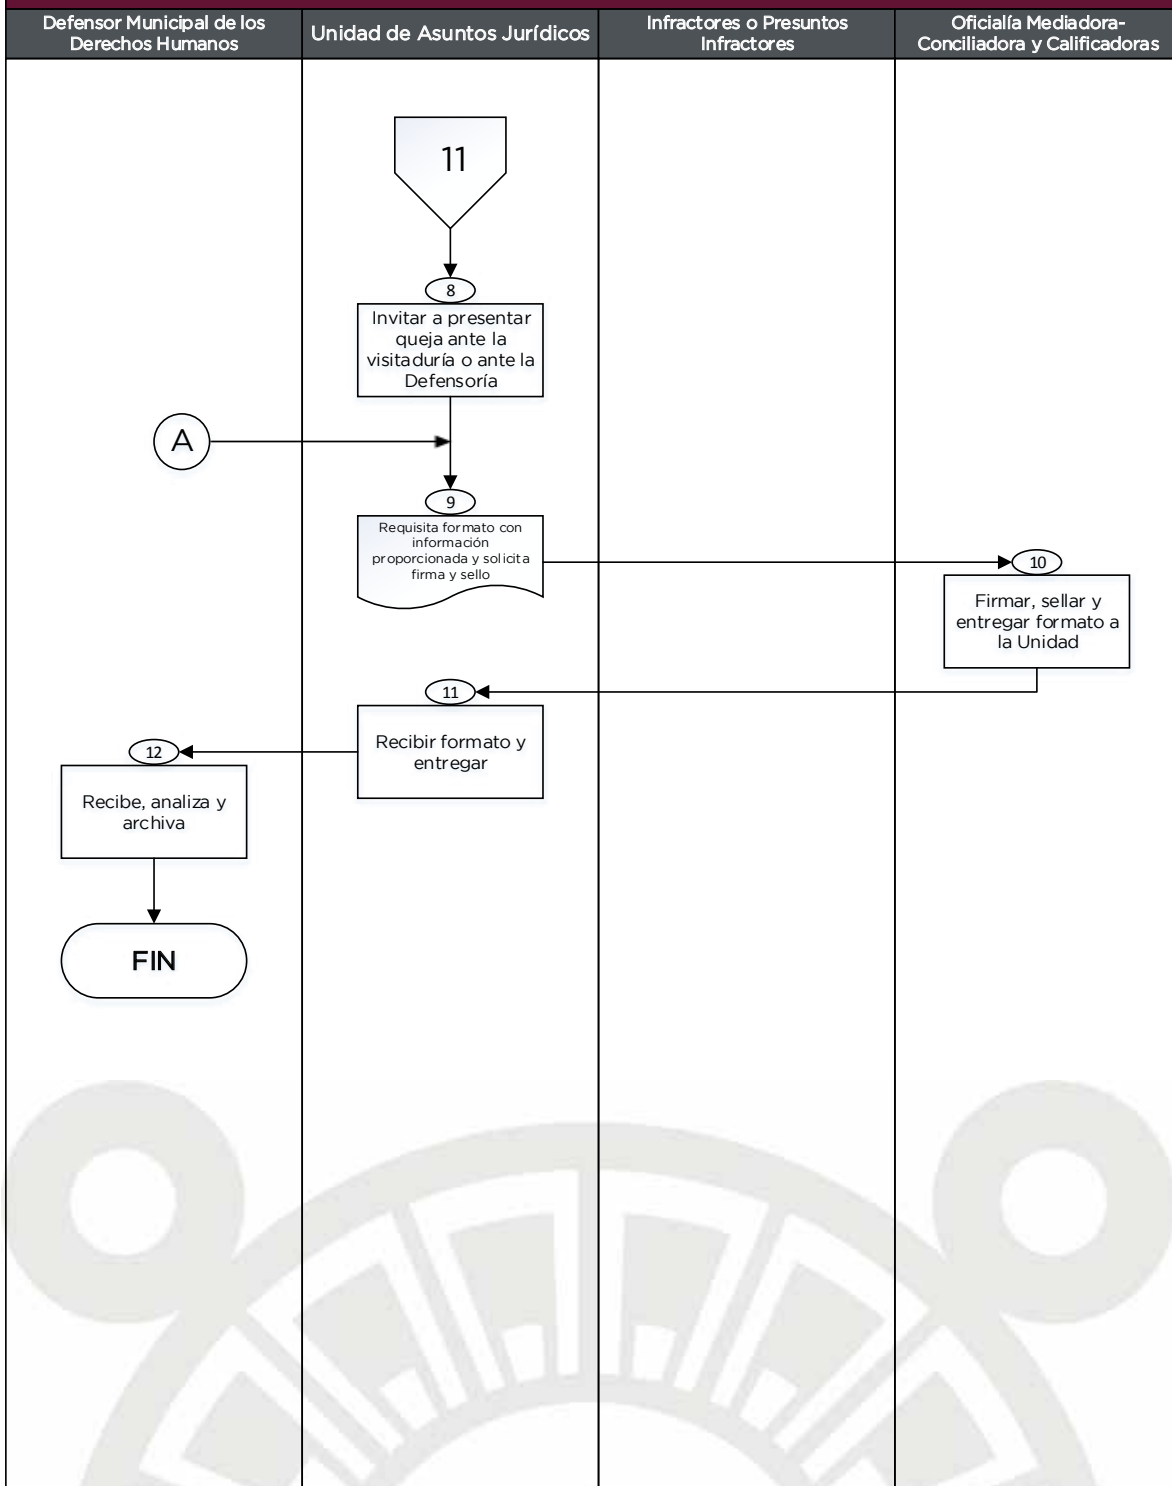 Defensor Municipal de los
Derechos Humanos
Unidad de Asuntos Jurídicos
Infractores o Presuntos
Infractores
Oficialía Mediadora-
Conciliadora y Calificadoras
11
8
Invitar a presentar
queja ante la
visitaduría o ante la
Defensoría
A
9
Requisita formato con
información
proporcionada y solicita
firma y sello
10
Firmar, sellar y
entregar formato a
la Unidad
11
Recibir formato y
entregar
12
Recibe, analiza y
archiva
FIN